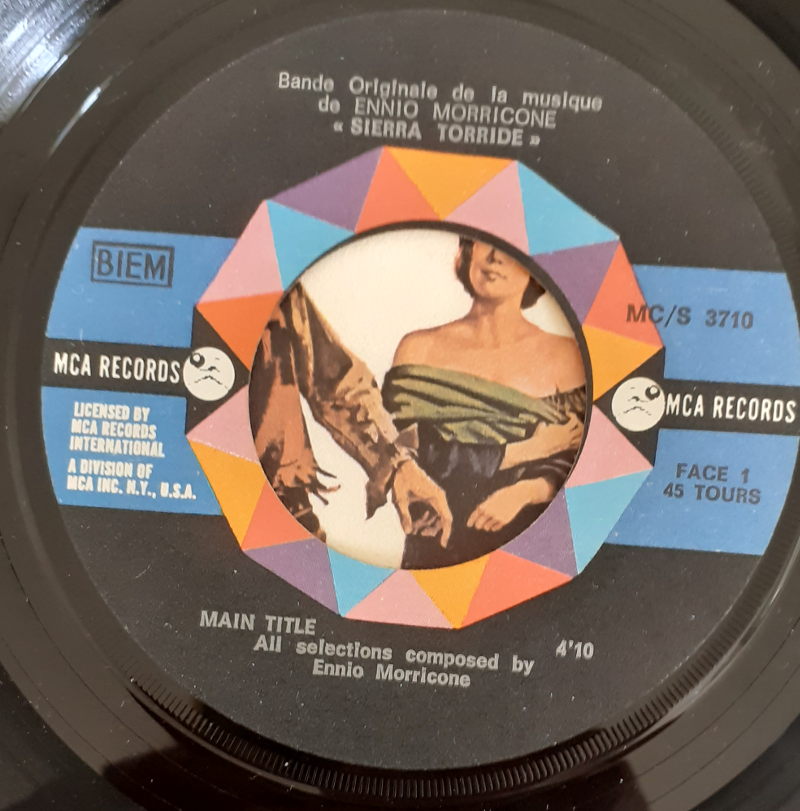 Bande Originale de la musique
de ENNIO MORRICONE
« SIERRA TORRIDE »
BIEM
MC/S 3710
MCA RECORDS
MCA RECORDS
LICENSED BY
MCA RECORDS
INTERNATIONAL
A DIVISION OF
MCA INC. N.Y., U.S.A.
FACE 1
45 TOURS
MAIN TITLE 4'10
All selections composed by
Ennio Morricone